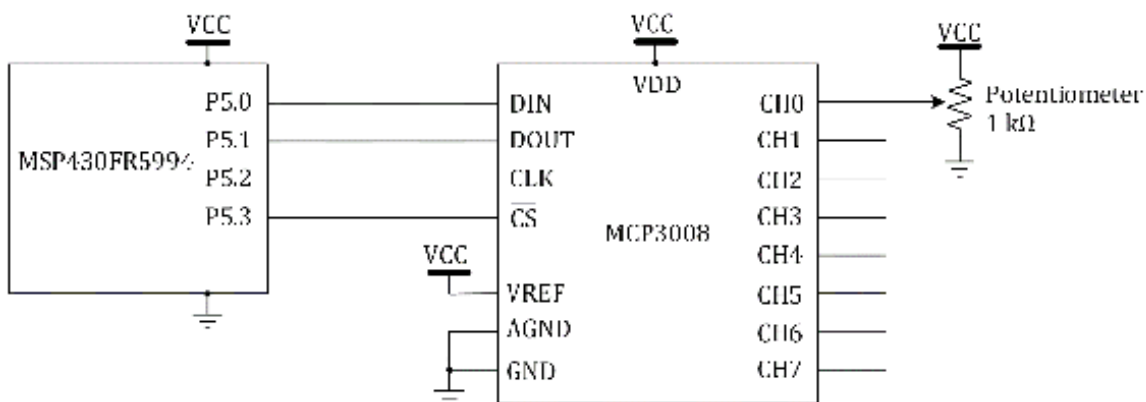 VCC
VCC
VCC
MSP430FR5994
P5.0
P5.1
P5.2
P5.3
VDD
DIN
DOUT
CLK
CS
VCC
VREF
AGND
GND
MCP3008
CH0
CH1
CH2
CH3
CH4
CH5
CH6
CH7
Potentiometer
1 kΩ